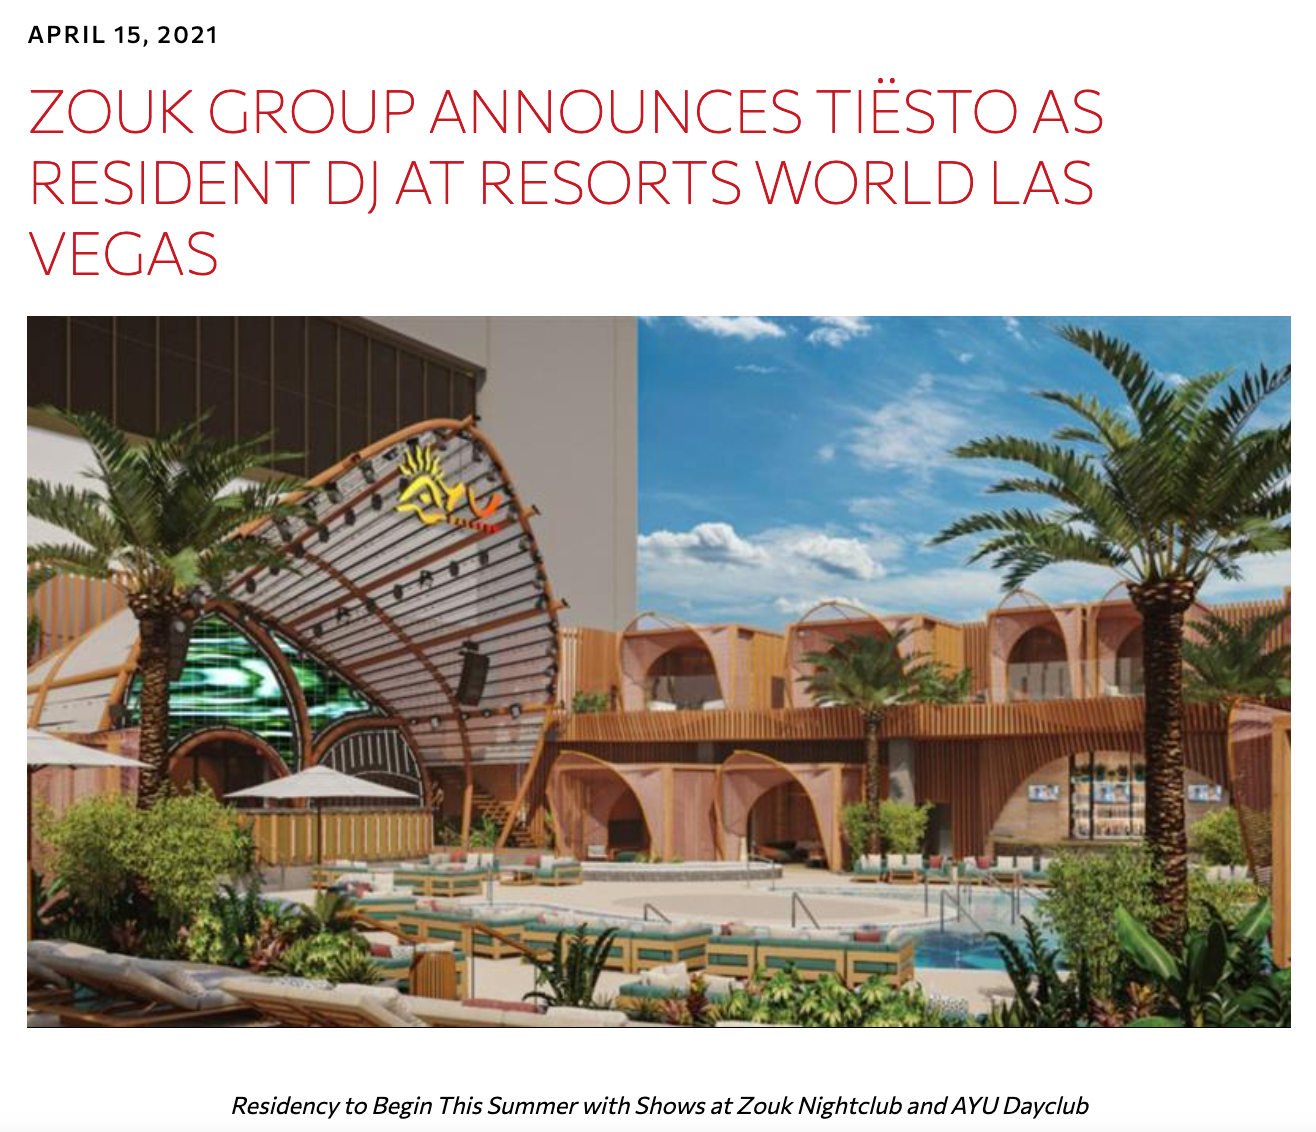 APRIL 15, 2021
ZOUK GROUP ANNOUNCES TIËSTO AS
RESIDENT DJ AT RESORTS WORLD LAS
VEGAS
AYU
Residency to Begin This Summer with Shows at Zouk Nightclub and AYU Dayclub